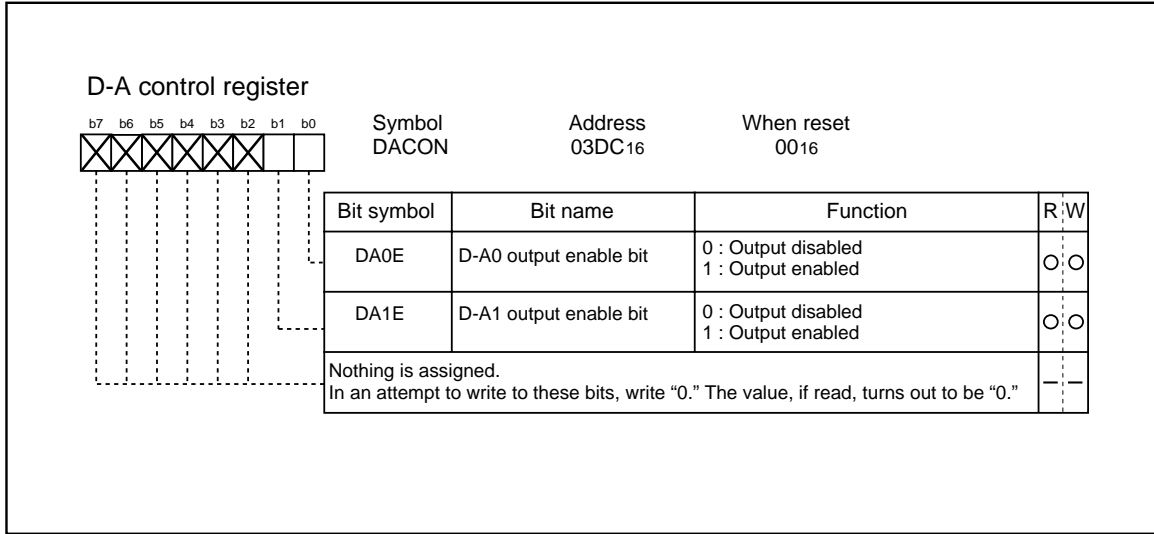 D-A control register
b7 b6 b5 b4 b3 b2 b1 b0
Symbol Address When reset
DACON 03DC16 0016
Bit symbol Bit name Function R W
DA0E D-A0 output enable bit 0 : Output disabled
1 : Output enabled
DA1E D-A1 output enable bit 0 : Output disabled
1 : Output enabled
Nothing is assigned.
In an attempt to write to these bits, write “0.” The value, if read, turns out to be “0.”